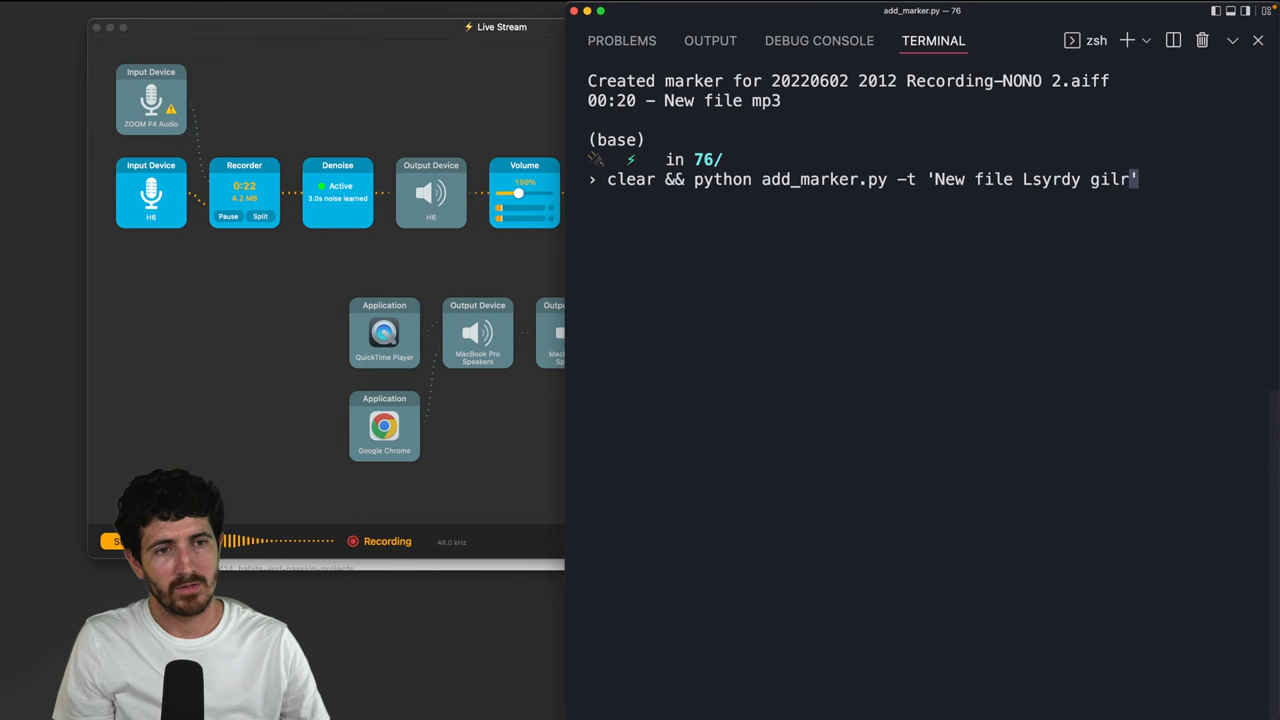 add_marker.py — 76
⚡ Live Stream
PROBLEMS
OUTPUT
DEBUG CONSOLE
TERMINAL
zsh
Created marker for 20220602 2012 Recording-NONO 2.aiff
00:20 - New file mp3
(base)
in 76/
› clear && python add_marker.py -t 'New file Lsyrdy gilr'
Input Device
ZOOM P4 Audio
Input Device
H6
Recorder
0:22
4.2 MB
Pause
Split
Denoise
Active
3.0s noise learned
Output Device
H6
Volume
150%
Application
QuickTime Player
Output Device
MacBook Pro
Speakers
Application
Google Chrome
Recording
48.0 kHz